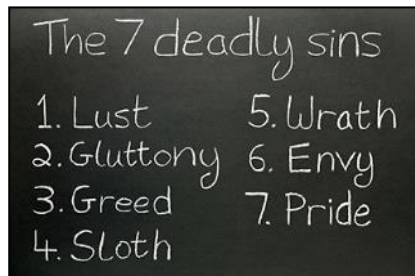 The 7 deadly sins
1. Lust
2. Gluttony
3. Greed
4. Sloth
5. Wrath
6. Envy
7. Pride